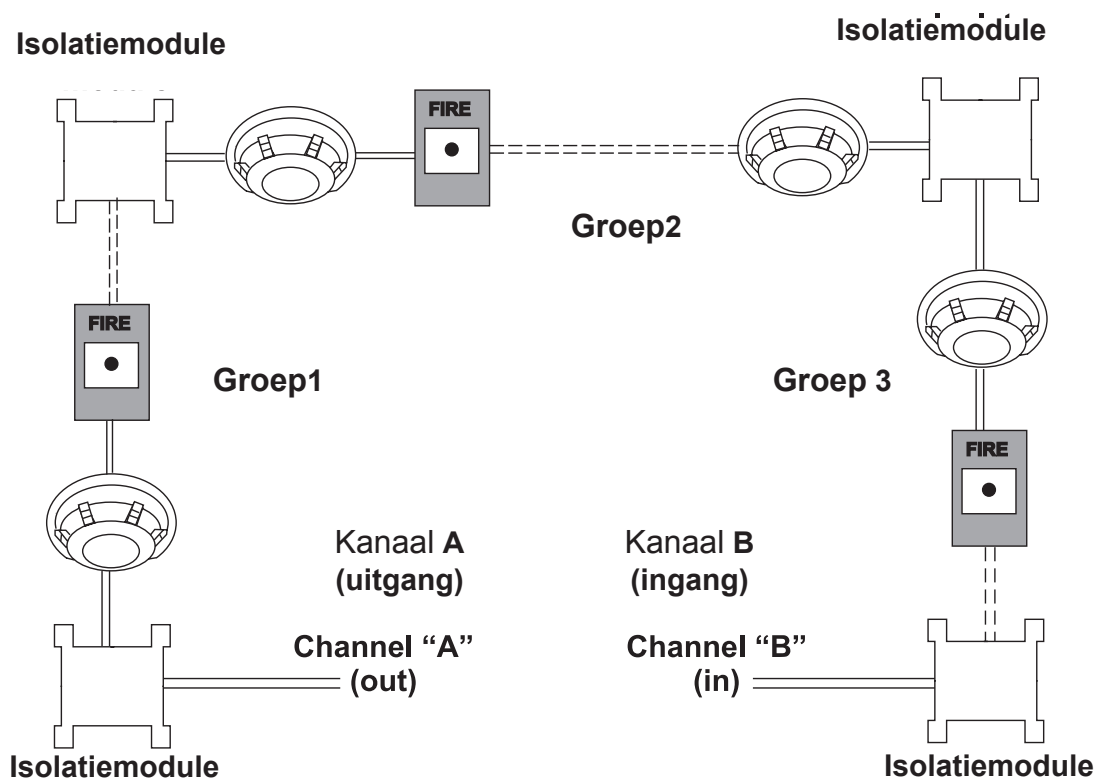 Isolatiemodule
Isolatiemodule
FIRE
Groep2
FIRE
Groep1
Groep 3
FIRE
Kanaal A
(uitgang)
Kanaal B
(ingang)
Channel “A”
(out)
Channel “B”
(in)
Isolatiemodule
Isolatiemodule